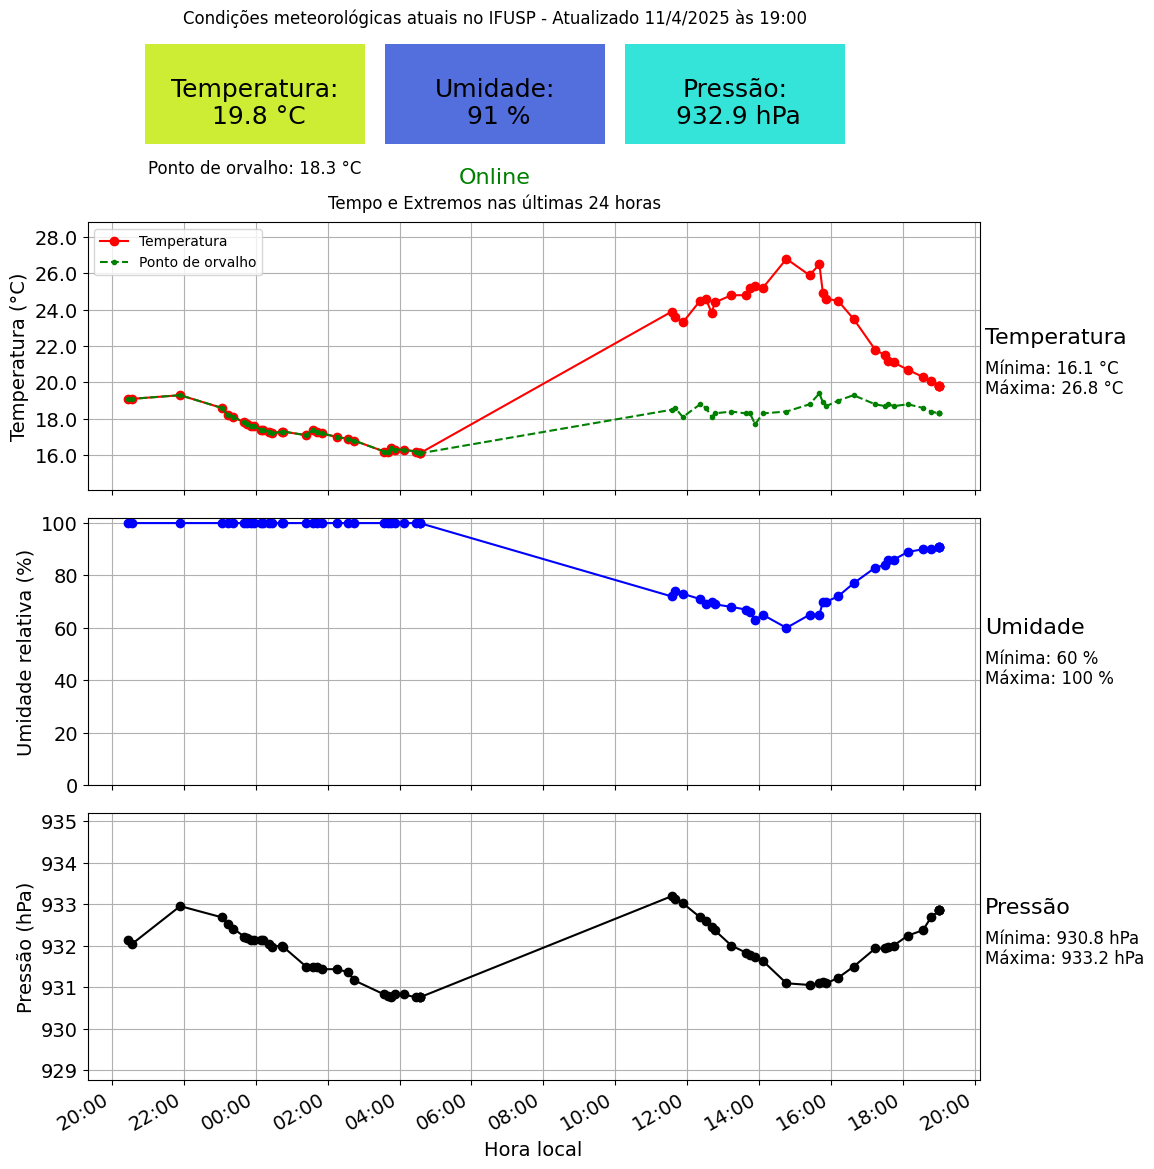 Condições meteorológicas atuais no IFUSP - Atualizado 11/4/2025 às 19:00
Temperatura:
19.8 °C
Umidade:
91 %
Pressão:
932.9 hPa
Ponto de orvalho: 18.3 °C
Online
Tempo e Extremos nas últimas 24 horas
Temperatura (°C)
28.0
26.0
24.0
22.0
20.0
18.0
16.0
Temperatura
Ponto de orvalho
Temperatura
Mínima: 16.1 °C
Máxima: 26.8 °C
Umidade relativa (%)
100
80
60
40
20
0
Umidade
Mínima: 60 %
Máxima: 100 %
Pressão (hPa)
935
934
933
932
931
930
929
Pressão
Mínima: 930.8 hPa
Máxima: 933.2 hPa
20:00 22:00 00:00 02:00 04:00 06:00 08:00 10:00 12:00 14:00 16:00 18:00 20:00
Hora local